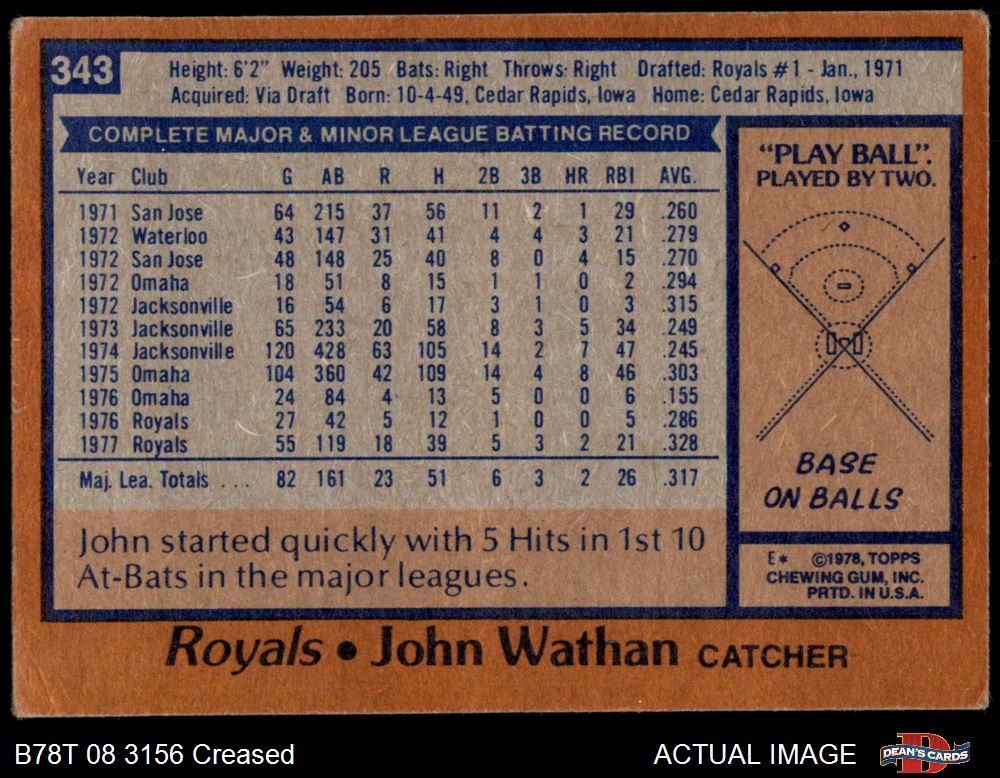 343
Height: 6'2" Weight: 205 Bats: Right Throws: Right Drafted: Royals #1 - Jan., 1971
Acquired: Via Draft Born: 10-4-49, Cedar Rapids, Iowa Home: Cedar Rapids, Iowa
COMPLETE MAJOR & MINOR LEAGUE BATTING RECORD
Year Club G AB R H 2B 3B HR RBI AVG.
1971 San Jose 64 215 37 56 11 2 1 29 .260
1972 Waterloo 43 147 31 41 4 4 3 21 .279
1972 San Jose 48 148 25 40 8 0 4 15 .270
1972 Omaha 18 51 8 15 1 1 0 2 .294
1972 Jacksonville 16 54 6 17 3 1 0 3 .315
1973 Jacksonville 65 233 20 58 8 3 5 34 .249
1974 Jacksonville 120 428 63 105 14 2 7 47 .245
1975 Omaha 104 360 42 109 14 4 8 46 .303
1976 Omaha 24 84 4 13 5 0 0 6 .155
1976 Royals 27 42 5 12 1 0 0 5 .286
1977 Royals 55 119 18 39 5 3 2 21 .328
Maj. Lea. Totals .... 82 161 23 51 6 3 2 26 .317
John started quickly with 5 Hits in 1st 10
At-Bats in the major leagues.
"PLAY BALL".
PLAYED BY TWO.
BASE
ON BALLS
E* ©1978, TOPPS
CHEWING GUM, INC.
PRTD. IN U.S.A.
Royals • John Wathan CATCHER
B78T 08 3156 Creased
ACTUAL IMAGE
DEAN'S CARDS